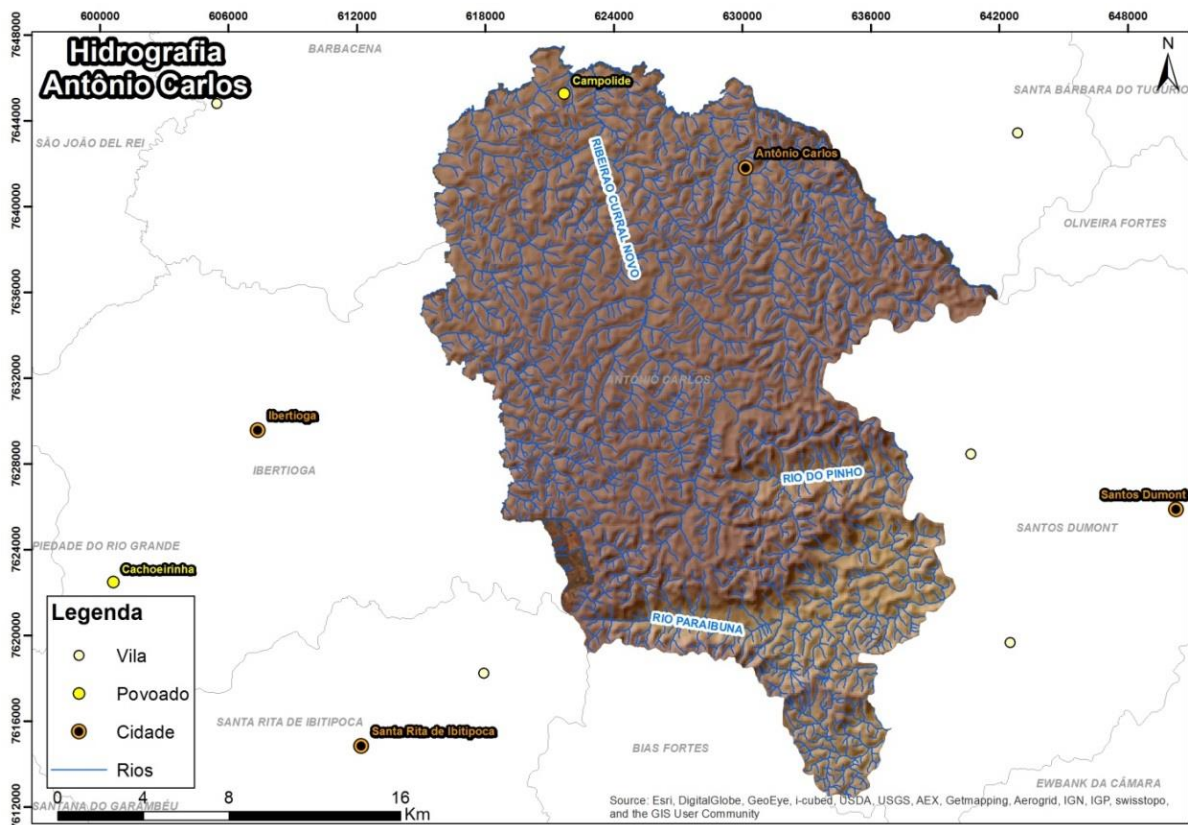 600000 606000 612000 618000 624000 630000 636000 642000 648000
7648000
7644000
7640000
7636000
7632000
7628000
7624000
7620000
7616000
7612000
Hidrografia
Antônio Carlos
BARBACENA
N
Campolide
SANTA BÁRBARA DO TUGÚRIO
SÃO JOÃO DEL REI
RIBEIRAO CURRAL NOVO
Antônio Carlos
OLIVEIRA FORTES
ANTÔNIO CARLOS
Ibertioga
IBERTIOGA
RIO DO PINHO
Santos Dumont
SANTOS DUMONT
PIEDADE DO RIO GRANDE
Cachoeirinha
RIO PARAIBUNA
Legenda
Vila
Povoado
Cidade
Rios
SANTA RITA DE IBITIPOCA
Santa Rita de Ibitipoca
BIAS FORTES
EWBANK DA CÂMARA
SANTANA DO GARAMBÉU
0 4 8 16
Km
Source: Esri, DigitalGlobe, GeoEye, i-cubed, USDA, USGS, AEX, Getmapping, Aerogrid, IGN, IGP, swisstopo,
and the GIS User Community